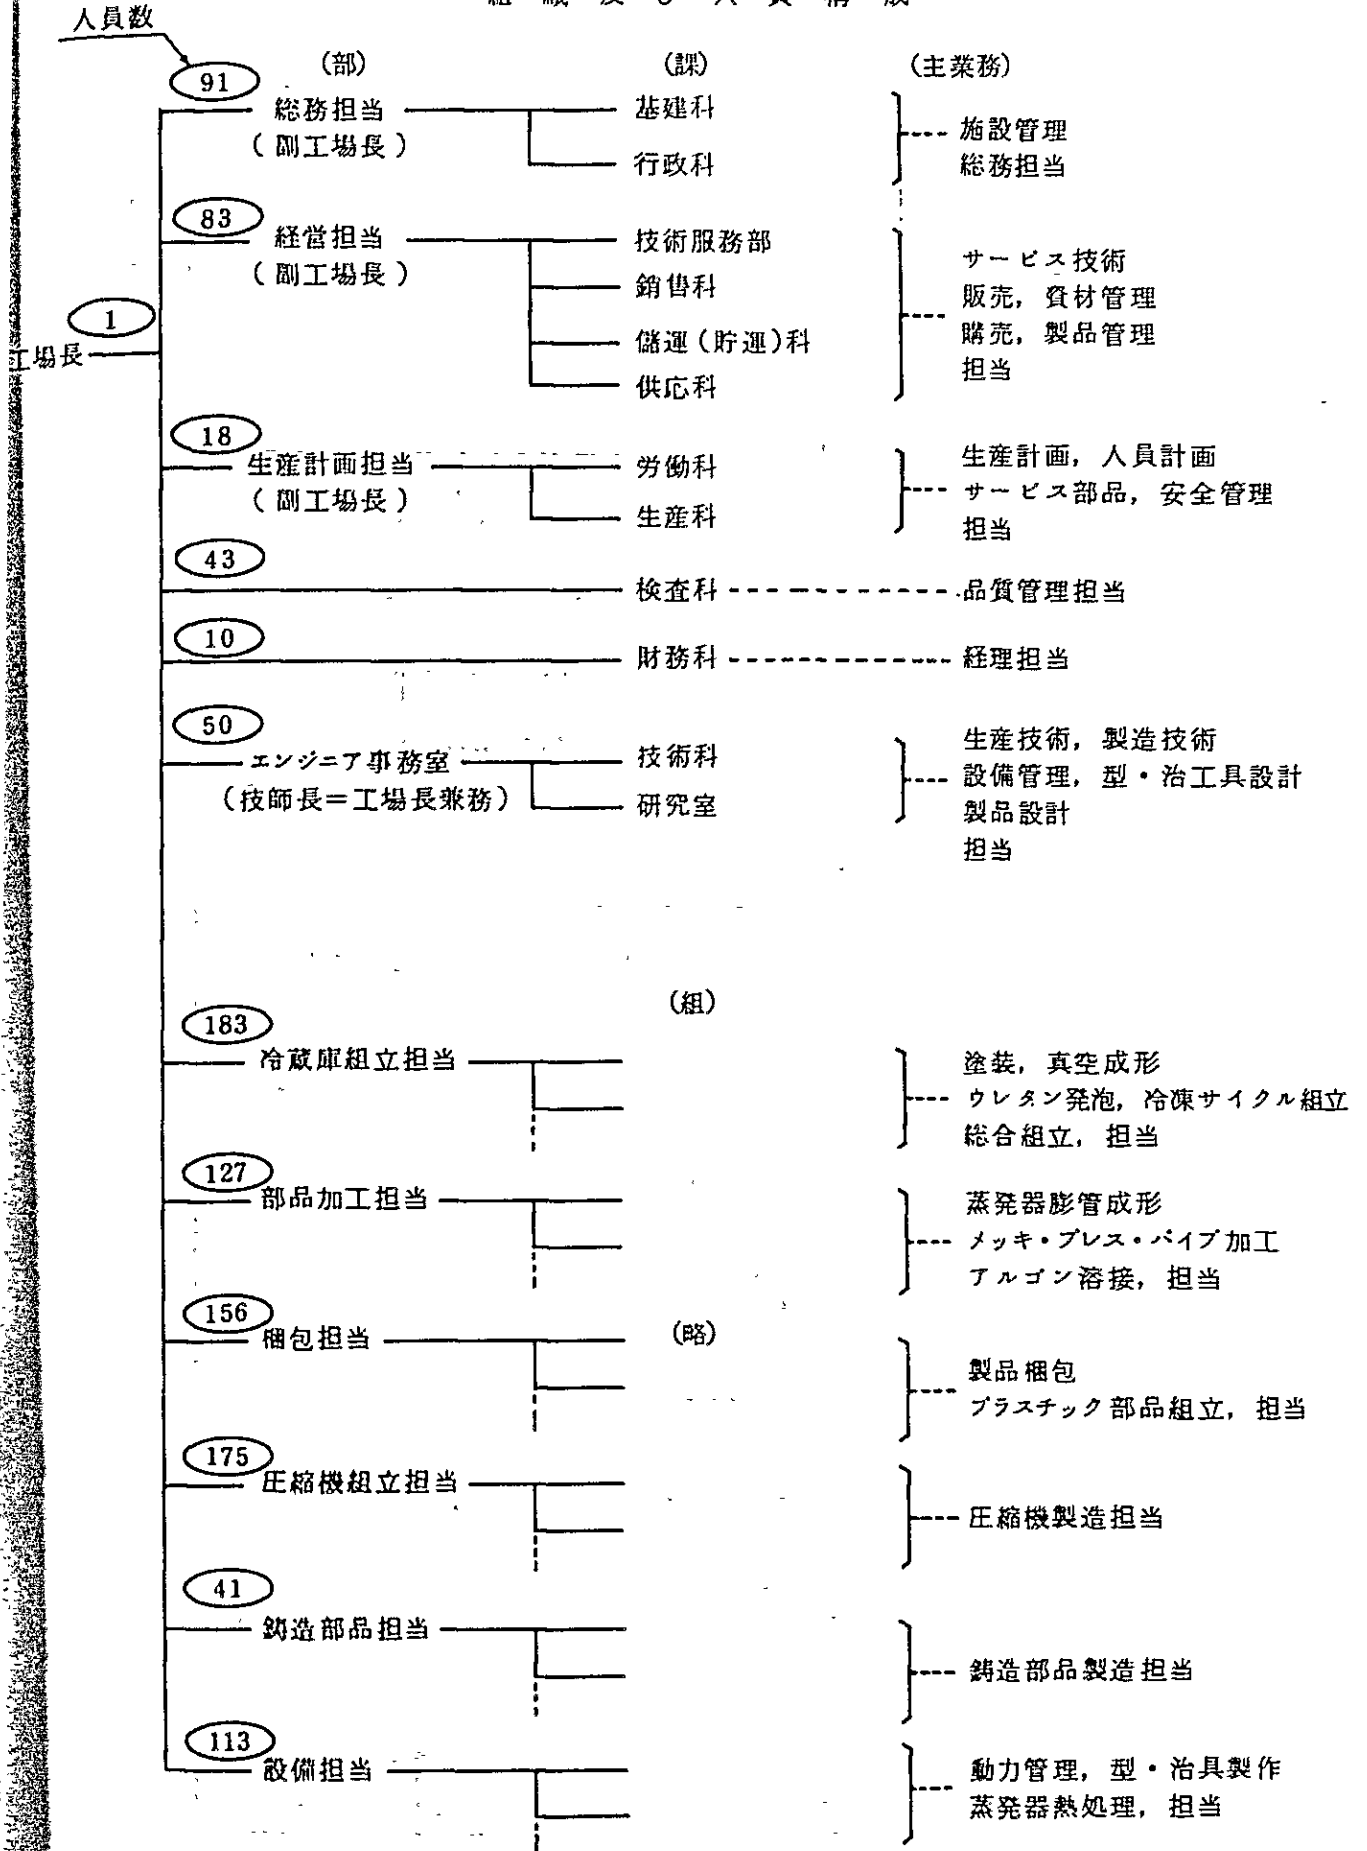 組織及び人員構成
人員数
(部) (課) (主業務)
91
総務担当 基建科
(副工場長) 行政科
施設管理
総務担当
83
経営担当 技術服務部
(副工場長) 銷售科
儲運(貯運)科
供応科
サービス技術
販売, 資材管理
購売, 製品管理
担当
1
工場長
18
生産計画担当 労働科
(副工場長) 生産科
生産計画, 人員計画
サービス部品, 安全管理
担当
43
検査科 品質管理担当
10
財務科 経理担当
50
エンジニア事務室 技術科
(技師長=工場長兼務) 研究室
生産技術, 製造技術
設備管理, 型・治工具設計
製品設計
担当
(組)
183
冷蔵庫組立担当
塗装, 真空成形
ウレタン発泡, 冷凍サイクル組立
総合組立, 担当
127
部品加工担当
蒸発器膨管成形
メッキ・プレス・パイプ加工
アルゴン溶接, 担当
156
梱包担当 (略)
製品梱包
プラスチック部品組立, 担当
175
圧縮機組立担当
圧縮機製造担当
41
鋳造部品担当
鋳造部品製造担当
113
設備担当
動力管理, 型・治具製作
蒸発器熱処理, 担当